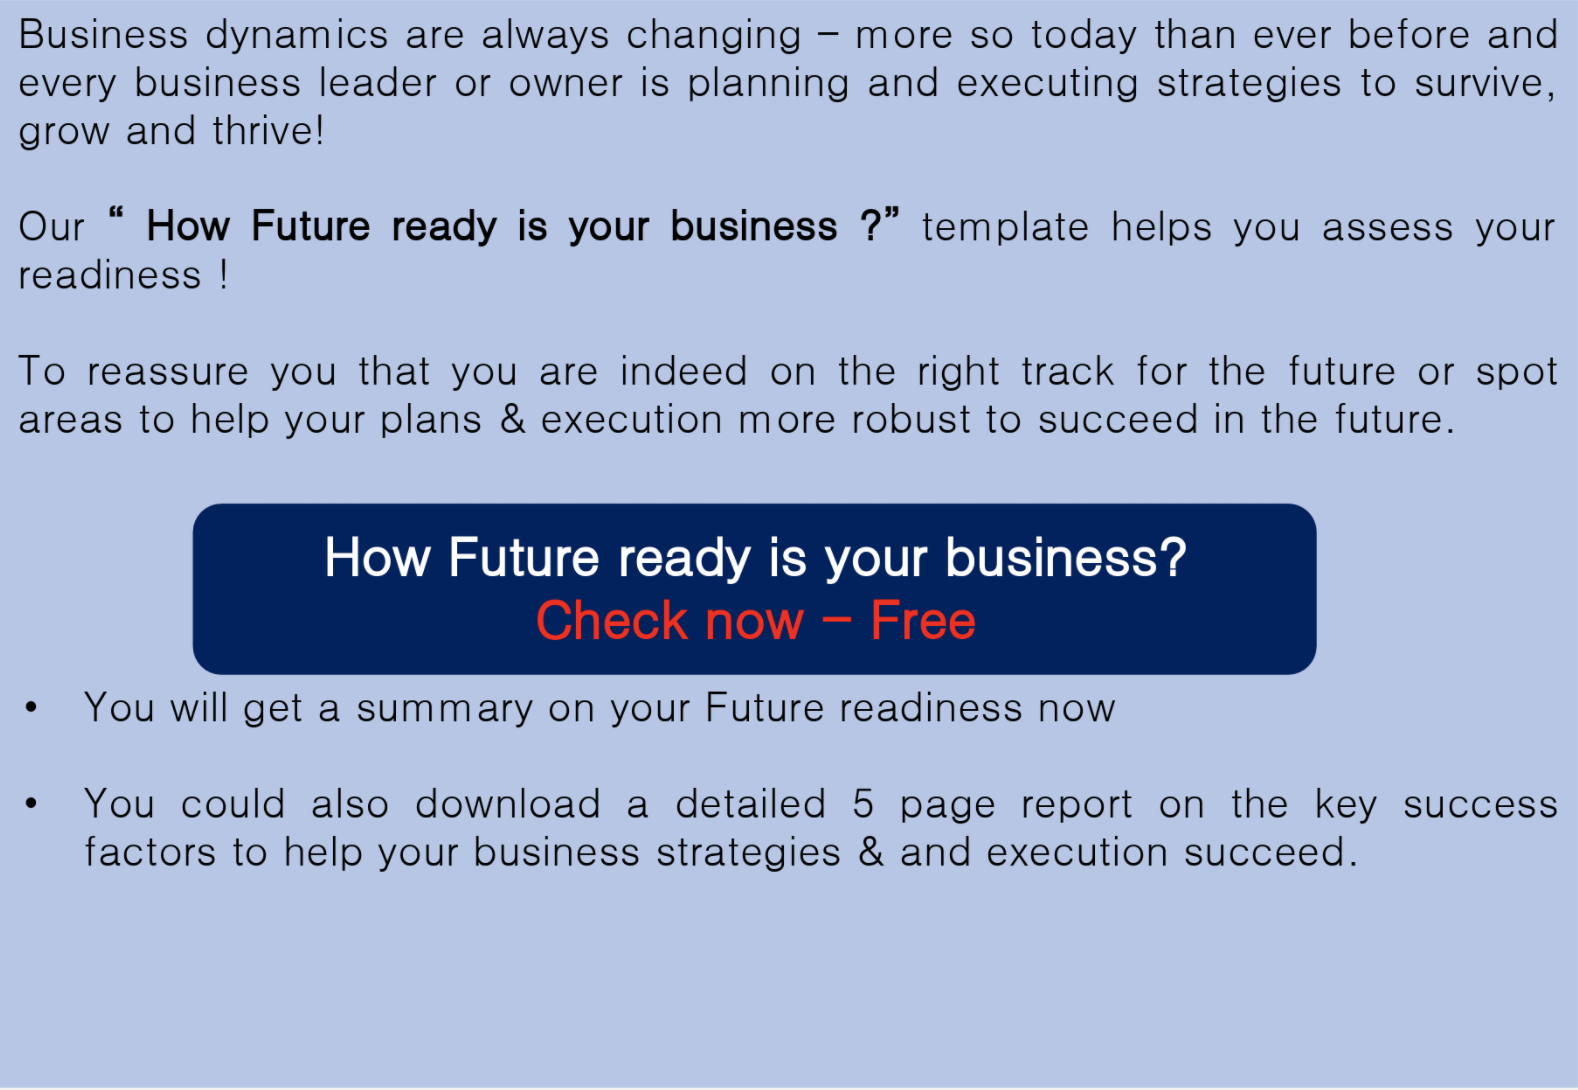 Business dynamics are always changing – more so today than ever before and
every business leader or owner is planning and executing strategies to survive,
grow and thrive!
Our “ How Future ready is your business ?” template helps you assess your
readiness !
To reassure you that you are indeed on the right track for the future or spot
areas to help your plans & execution more robust to succeed in the future.
How Future ready is your business?
Check now – Free
• You will get a summary on your Future readiness now
• You could also download a detailed 5 page report on the key success
factors to help your business strategies & and execution succeed.